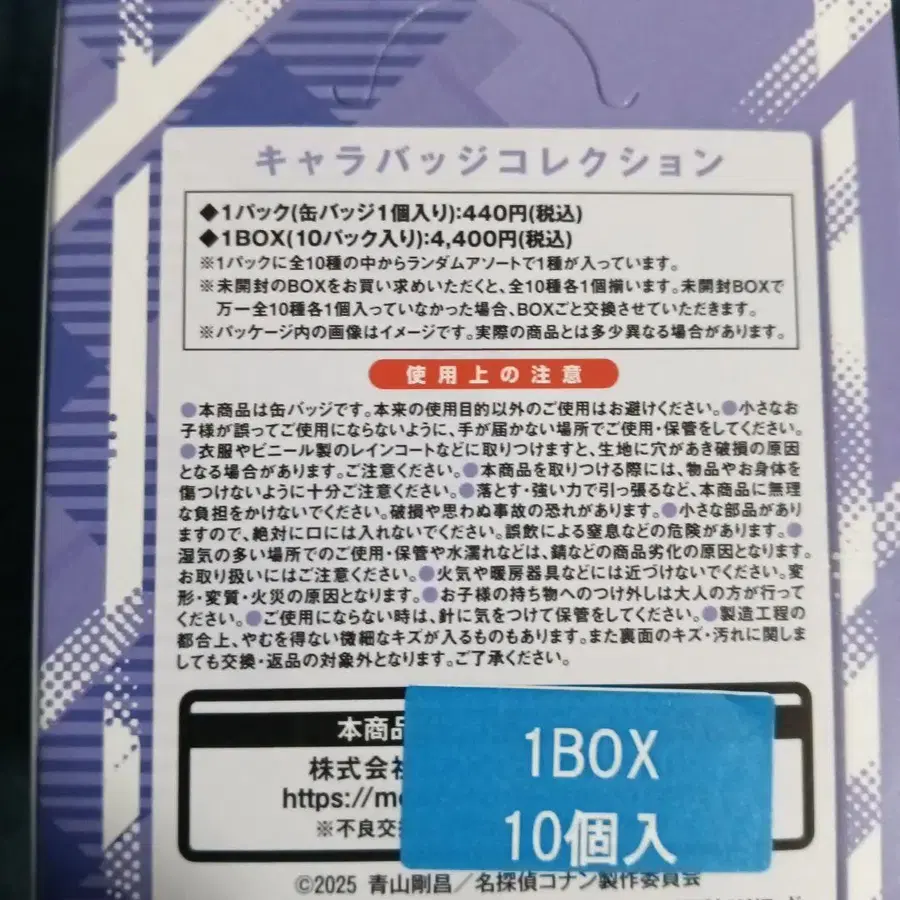 キャラバッジコレクション
◆1パック(缶バッジ1個入り):440円(税込)
◆1BOX(10パック入り):4,400円(税込)
※1パックに全10種の中からランダムアソートで1種が入っています。
※未開封のBOXをお買い求めいただくと、全10種各1個揃います。未開封BOXで
万一全10種各1個入っていなかった場合、BOXごと交換させていただきます。
※パッケージ内の画像はイメージです。実際の商品とは多少異なる場合があります。
使用上の注意
●本商品は缶バッジです。本来の使用目的以外のご使用はお避けください。●小さなお
子様が誤ってご使用にならないように、手が届かない場所でご使用・保管をしてください。
●衣服やビニール製のレインコートなどに取りつけますと、生地に穴があき破損の原因
となる場合があります。ご注意ください。●本商品を取りつける際には、物品やお身体を
傷つけないように十分ご注意ください。●落とす・強い力で引っ張るなど、本商品に無理
な負担をかけないでください。破損や思わぬ事故の恐れがあります。●小さな部品があり
ますので、絶対に口には入れないでください。誤飲による窒息などの危険があります。●
湿気の多い場所でのご使用・保管や水濡れなどは、錆などの商品劣化の原因となります。
お取り扱いにはご注意ください。●火気や暖房器具などには近づけないでください。変
形・変質・火災の原因となります。●お子様の持ち物へのつけ外しは大人の方が行って
ください。●ご使用にならない時は、針に気をつけて保管をしてください。●製造工程の
都合上、やむを得ない微細なキズが入るものもあります。また裏面のキズ・汚れに関しま
しても交換・返品の対象外となります。ご了承ください。
本商品
株式会社
https://m
※不良交
1BOX
10個入
©2025 青山剛昌／名探偵コナン製作委員会